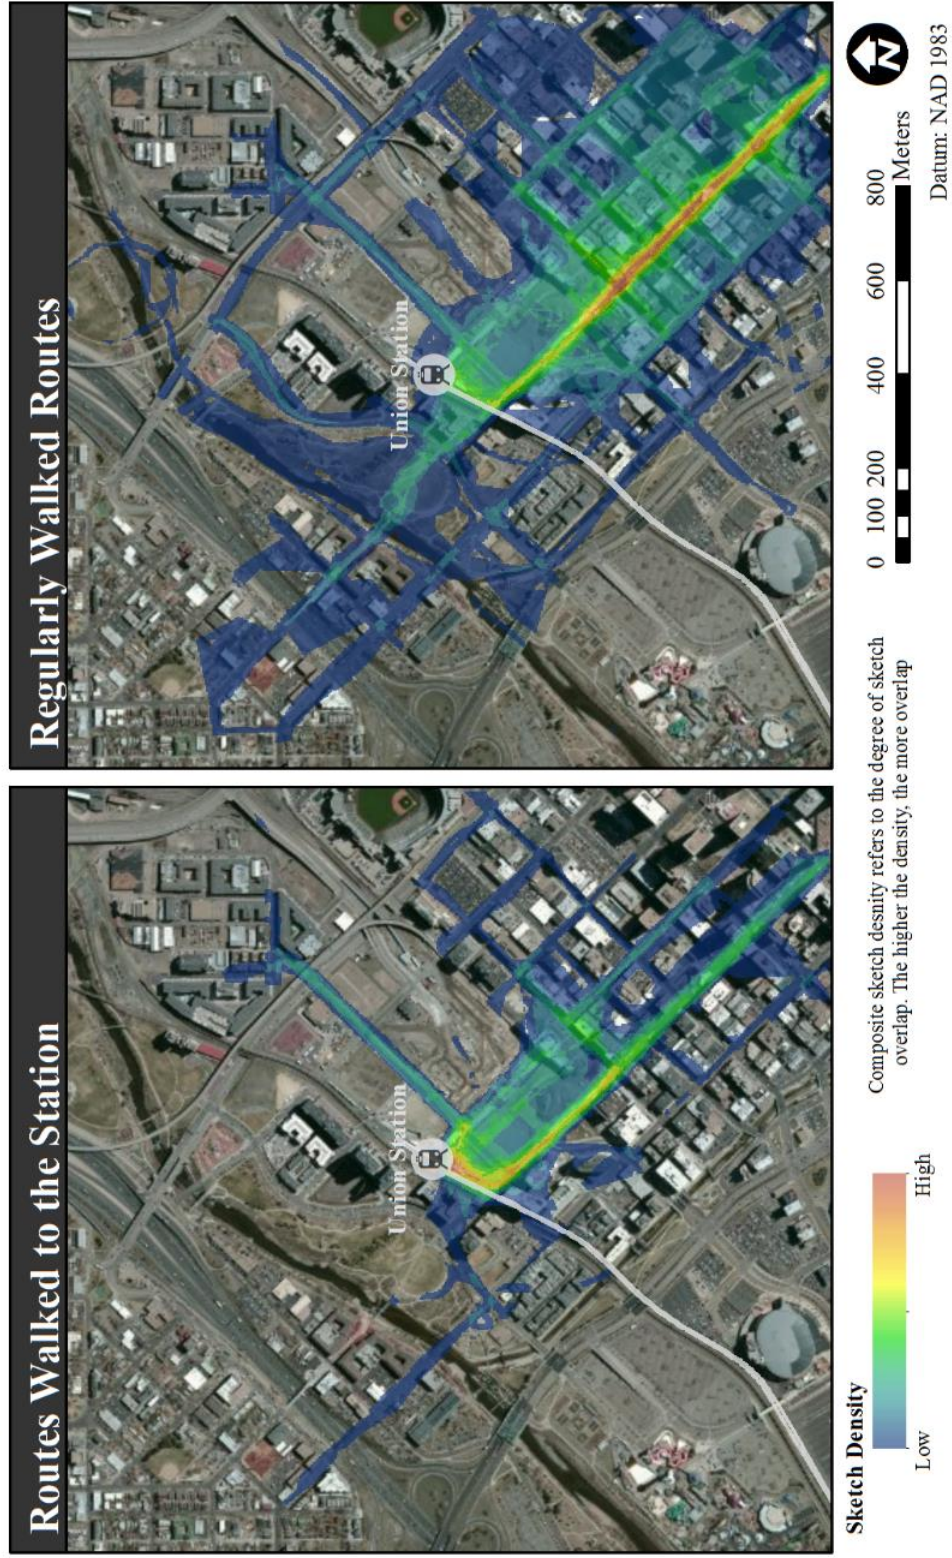 Routes Walked to the Station
Union Station
Regularly Walked Routes
Union Station
Sketch Density
Low
High
Composite sketch desnity refers to the degree of sketch
overlap. The higher the density, the more overlap
0 100 200 400 600 800
Meters
N
Datum: NAD 1983